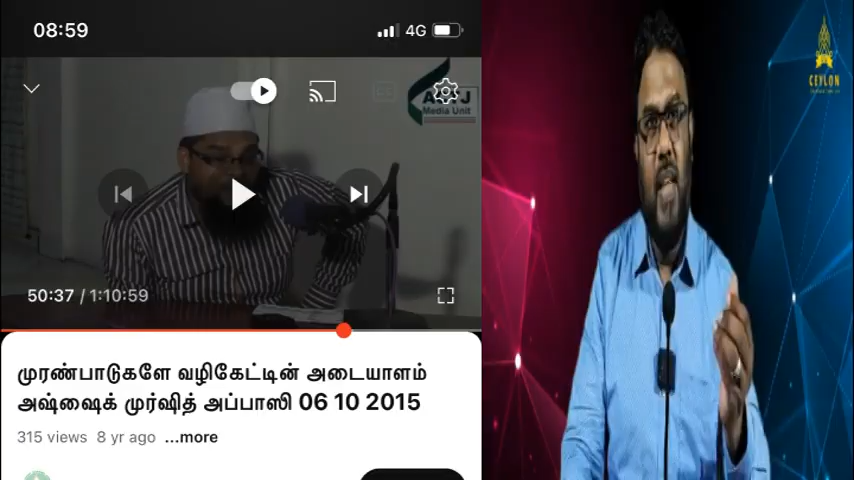 08:59
4G
Media Unit
CEYLON
50:37 / 1:10:59
முரண்பாடுகளே வழிகேட்டின் அடையாளம்
அஷ்ஷைக் முர்ஷித் அப்பாஸி 06 10 2015
315 views 8 yr ago ...more